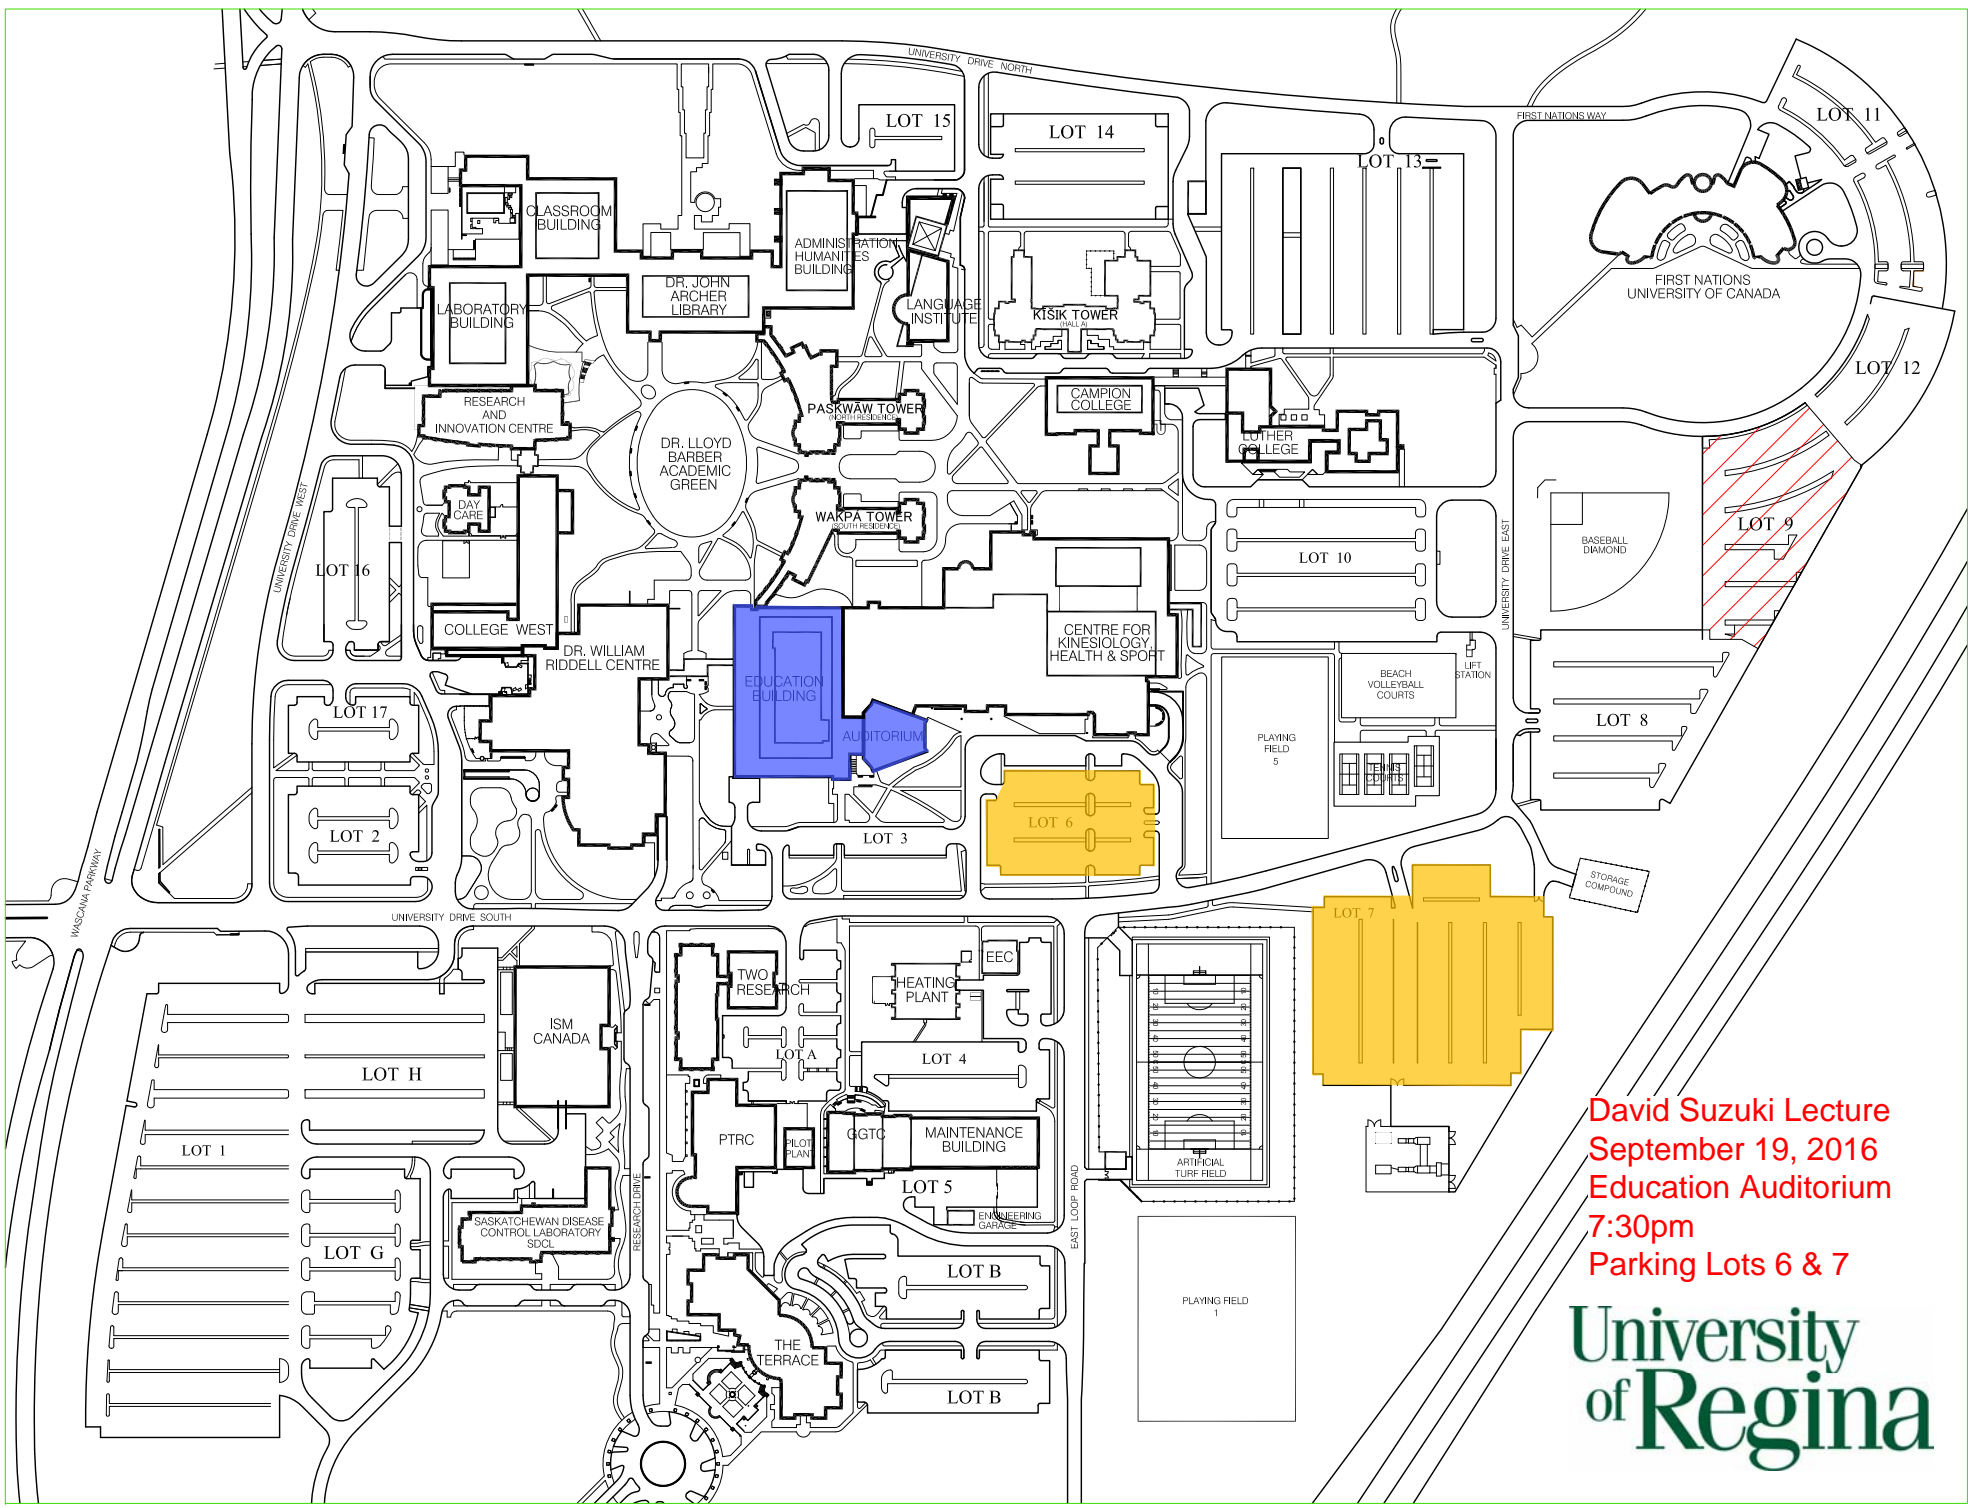 UNIVERSITY DRIVE NORTH
FIRST NATIONS WAY
LOT 11
LOT 15
LOT 14
LOT 13
CLASSROOM
BUILDING
ADMINISTRATION
HUMANITIES
BUILDING
DR. JOHN
ARCHER
LIBRARY
LABORATORY
BUILDING
LANGUAGE
INSTITUTE
KĪŠIK TOWER
(HALL A)
FIRST NATIONS
UNIVERSITY OF CANADA
LOT 12
RESEARCH
AND
INNOVATION CENTRE
PASKWĀW TOWER
(NORTH RESIDENCE)
CAMPION
COLLEGE
LUTHER
COLLEGE
DR. LLOYD
BARBER
ACADEMIC
GREEN
DAY
CARE
WAKPÁ TOWER
(SOUTH RESIDENCE)
UNIVERSITY DRIVE WEST
LOT 16
LOT 10
UNIVERSITY DRIVE EAST
BASEBALL
DIAMOND
LOT 9
COLLEGE WEST
DR. WILLIAM
RIDDELL CENTRE
CENTRE FOR
KINESIOLOGY,
HEALTH & SPORT
EDUCATION
BUILDING
AUDITORIUM
BEACH
VOLLEYBALL
COURTS
LIFT
STATION
LOT 17
LOT 8
PLAYING
FIELD
5
TENNIS
COURTS
LOT 2
LOT 3
LOT 6
WASCANA PARKWAY
STORAGE
COMPOUND
UNIVERSITY DRIVE SOUTH
LOT 7
TWO
RESEARCH
HEATING
PLANT
EEC
ISM
CANADA
LOT A
LOT 4
LOT H
LOT 1
PTRC
PILOT
PLANT
GGTC
MAINTENANCE
BUILDING
ARTIFICIAL
TURF FIELD
LOT 5
ENGINEERING
GARAGE
RESEARCH DRIVE
EAST LOOP ROAD
SASKATCHEWAN DISEASE
CONTROL LABORATORY
SDCL
LOT G
LOT B
THE
TERRACE
LOT B
PLAYING FIELD
1
David Suzuki Lecture
September 19, 2016
Education Auditorium
7:30pm
Parking Lots 6 & 7
University
of Regina